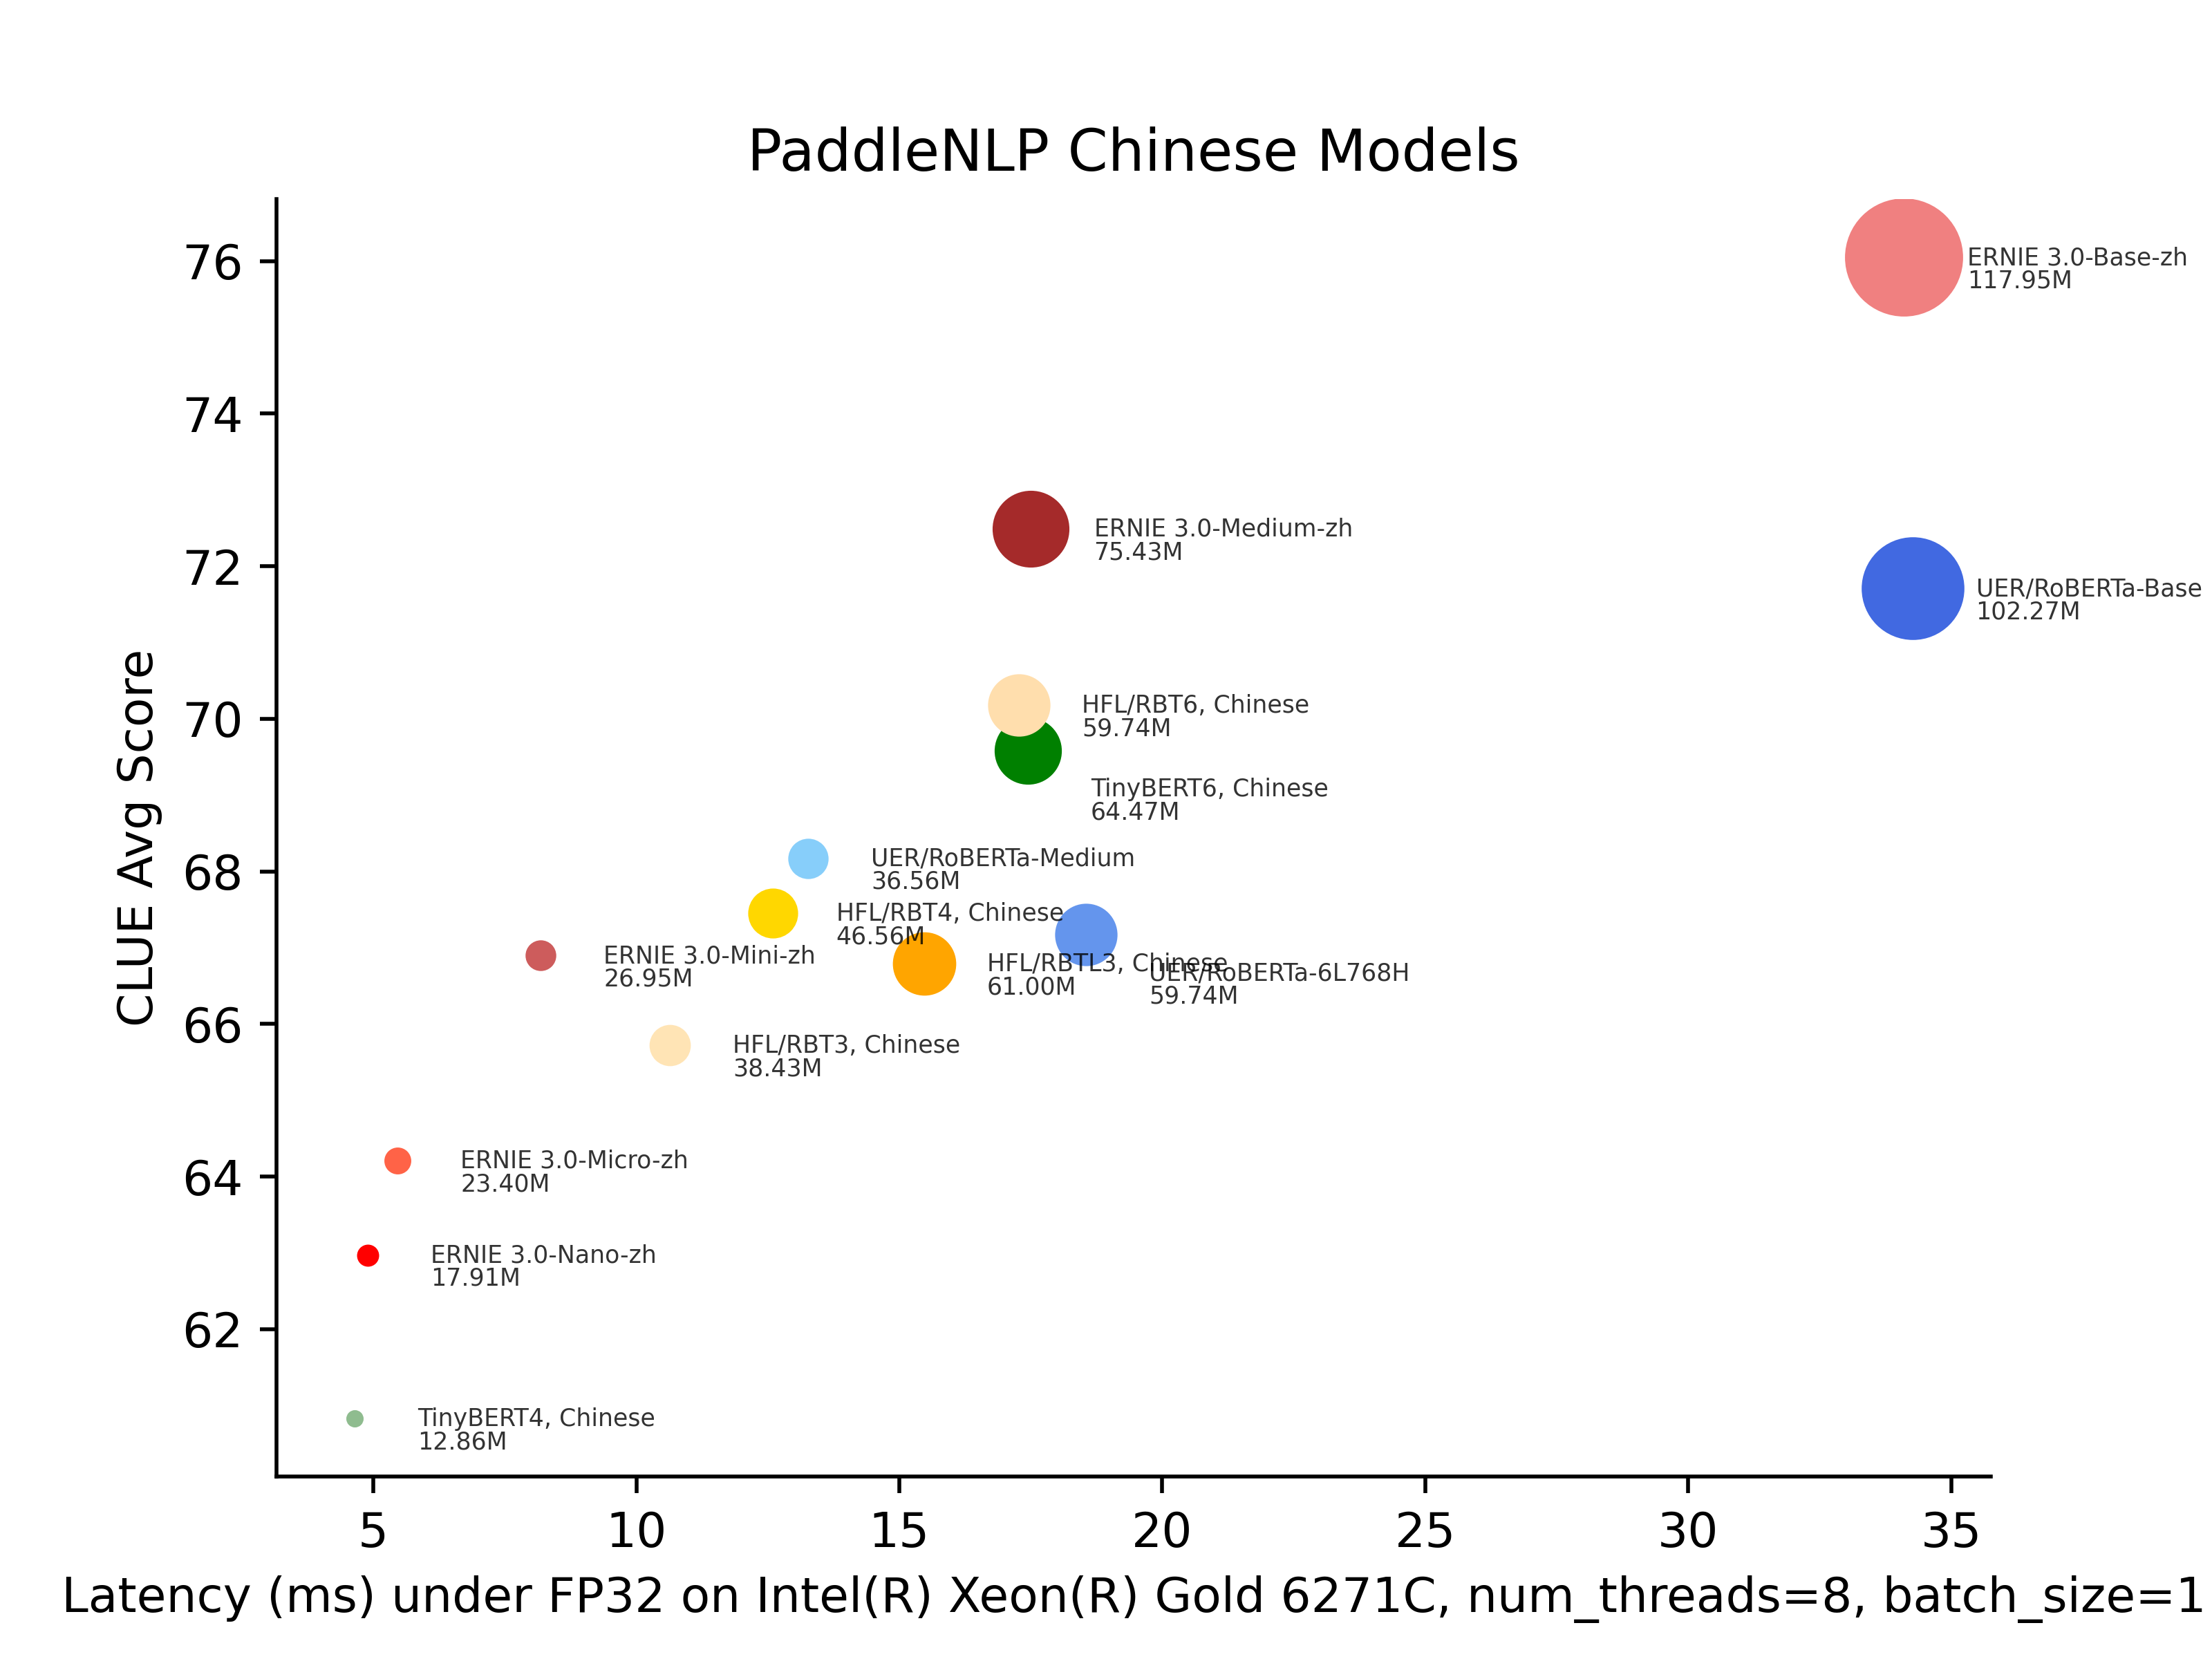 PaddleNLP Chinese Models
76
74
72
70
68
66
64
62
CLUE Avg Score
ERNIE 3.0-Base-zh
117.95M
ERNIE 3.0-Medium-zh
75.43M
UER/RoBERTa-Base
102.27M
HFL/RBT6, Chinese
59.74M
TinyBERT6, Chinese
64.47M
UER/RoBERTa-Medium
36.56M
HFL/RBT4, Chinese
46.56M
ERNIE 3.0-Mini-zh
26.95M
HFL/RBTL3, Chinese
61.00M
UER/RoBERTa-6L768H
59.74M
HFL/RBT3, Chinese
38.43M
ERNIE 3.0-Micro-zh
23.40M
ERNIE 3.0-Nano-zh
17.91M
TinyBERT4, Chinese
12.86M
5 10 15 20 25 30 35
Latency (ms) under FP32 on Intel(R) Xeon(R) Gold 6271C, num_threads=8, batch_size=1